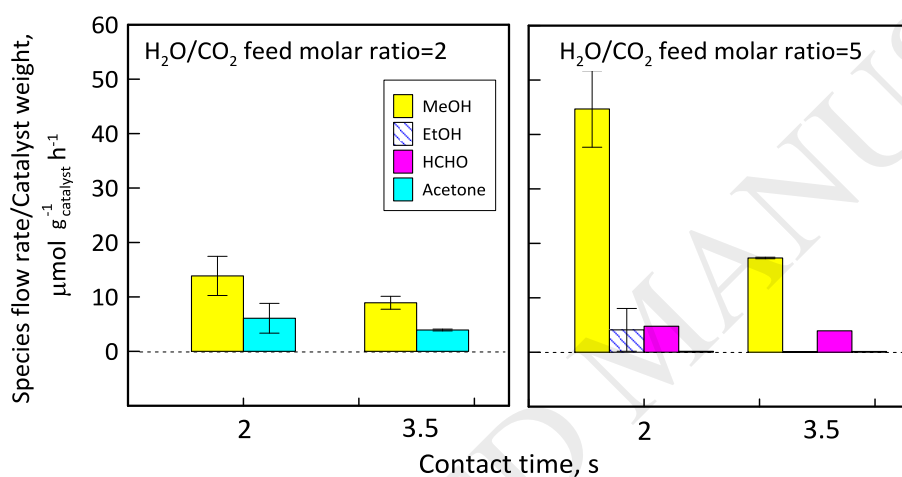 Species flow rate/Catalyst weight,
μmol g⁻¹catalyst h⁻¹
60
50
40
30
20
10
0
H₂O/CO₂ feed molar ratio=2
MeOH
EtOH
HCHO
Acetone
2
3.5
H₂O/CO₂ feed molar ratio=5
2
3.5
Contact time, s
D MANUS